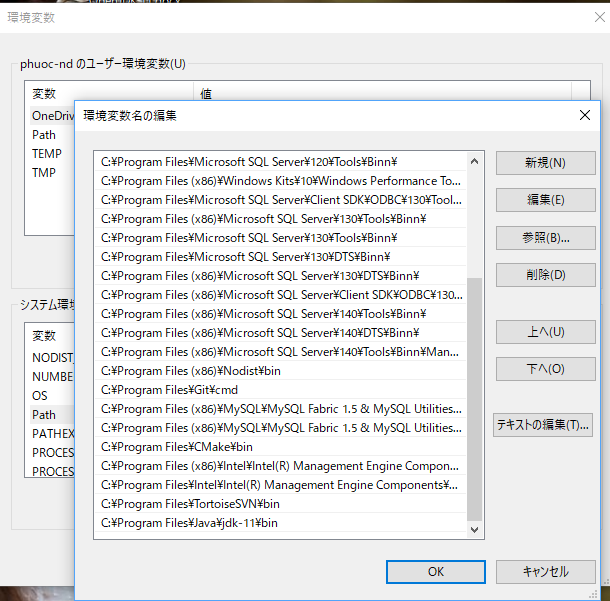 環境変数
phuoc-nd のユーザー環境変数(U)
変数
値
OneDriv
Path
TEMP
TMP
システム環
変数
NODIST_
NUMBE
OS
Path
PATHEX
PROCES
PROCES
環境変数名の編集
C:¥Program Files¥Microsoft SQL Server¥120¥Tools¥Binn¥
C:¥Program Files (x86)¥Windows Kits¥10¥Windows Performance To...
C:¥Program Files¥Microsoft SQL Server¥Client SDK¥ODBC¥130¥Tool...
C:¥Program Files (x86)¥Microsoft SQL Server¥130¥Tools¥Binn¥
C:¥Program Files¥Microsoft SQL Server¥130¥Tools¥Binn¥
C:¥Program Files¥Microsoft SQL Server¥130¥DTS¥Binn¥
C:¥Program Files (x86)¥Microsoft SQL Server¥130¥DTS¥Binn¥
C:¥Program Files (x86)¥Microsoft SQL Server¥Client SDK¥ODBC¥130...
C:¥Program Files (x86)¥Microsoft SQL Server¥140¥Tools¥Binn¥
C:¥Program Files (x86)¥Microsoft SQL Server¥140¥DTS¥Binn¥
C:¥Program Files (x86)¥Microsoft SQL Server¥140¥Tools¥Binn¥Man...
C:¥Program Files (x86)¥Nodist¥bin
C:¥Program Files¥Git¥cmd
C:¥Program Files (x86)¥MySQL¥MySQL Fabric 1.5 & MySQL Utilities...
C:¥Program Files (x86)¥MySQL¥MySQL Fabric 1.5 & MySQL Utilities...
C:¥Program Files¥CMake¥bin
C:¥Program Files (x86)¥Intel¥Intel(R) Management Engine Compon...
C:¥Program Files¥Intel¥Intel(R) Management Engine Components¥...
C:¥Program Files¥TortoiseSVN¥bin
C:¥Program Files¥Java¥jdk-11¥bin
新規(N)
編集(E)
参照(B)...
削除(D)
上へ(U)
下へ(O)
テキストの編集(T)...
OK
キャンセル